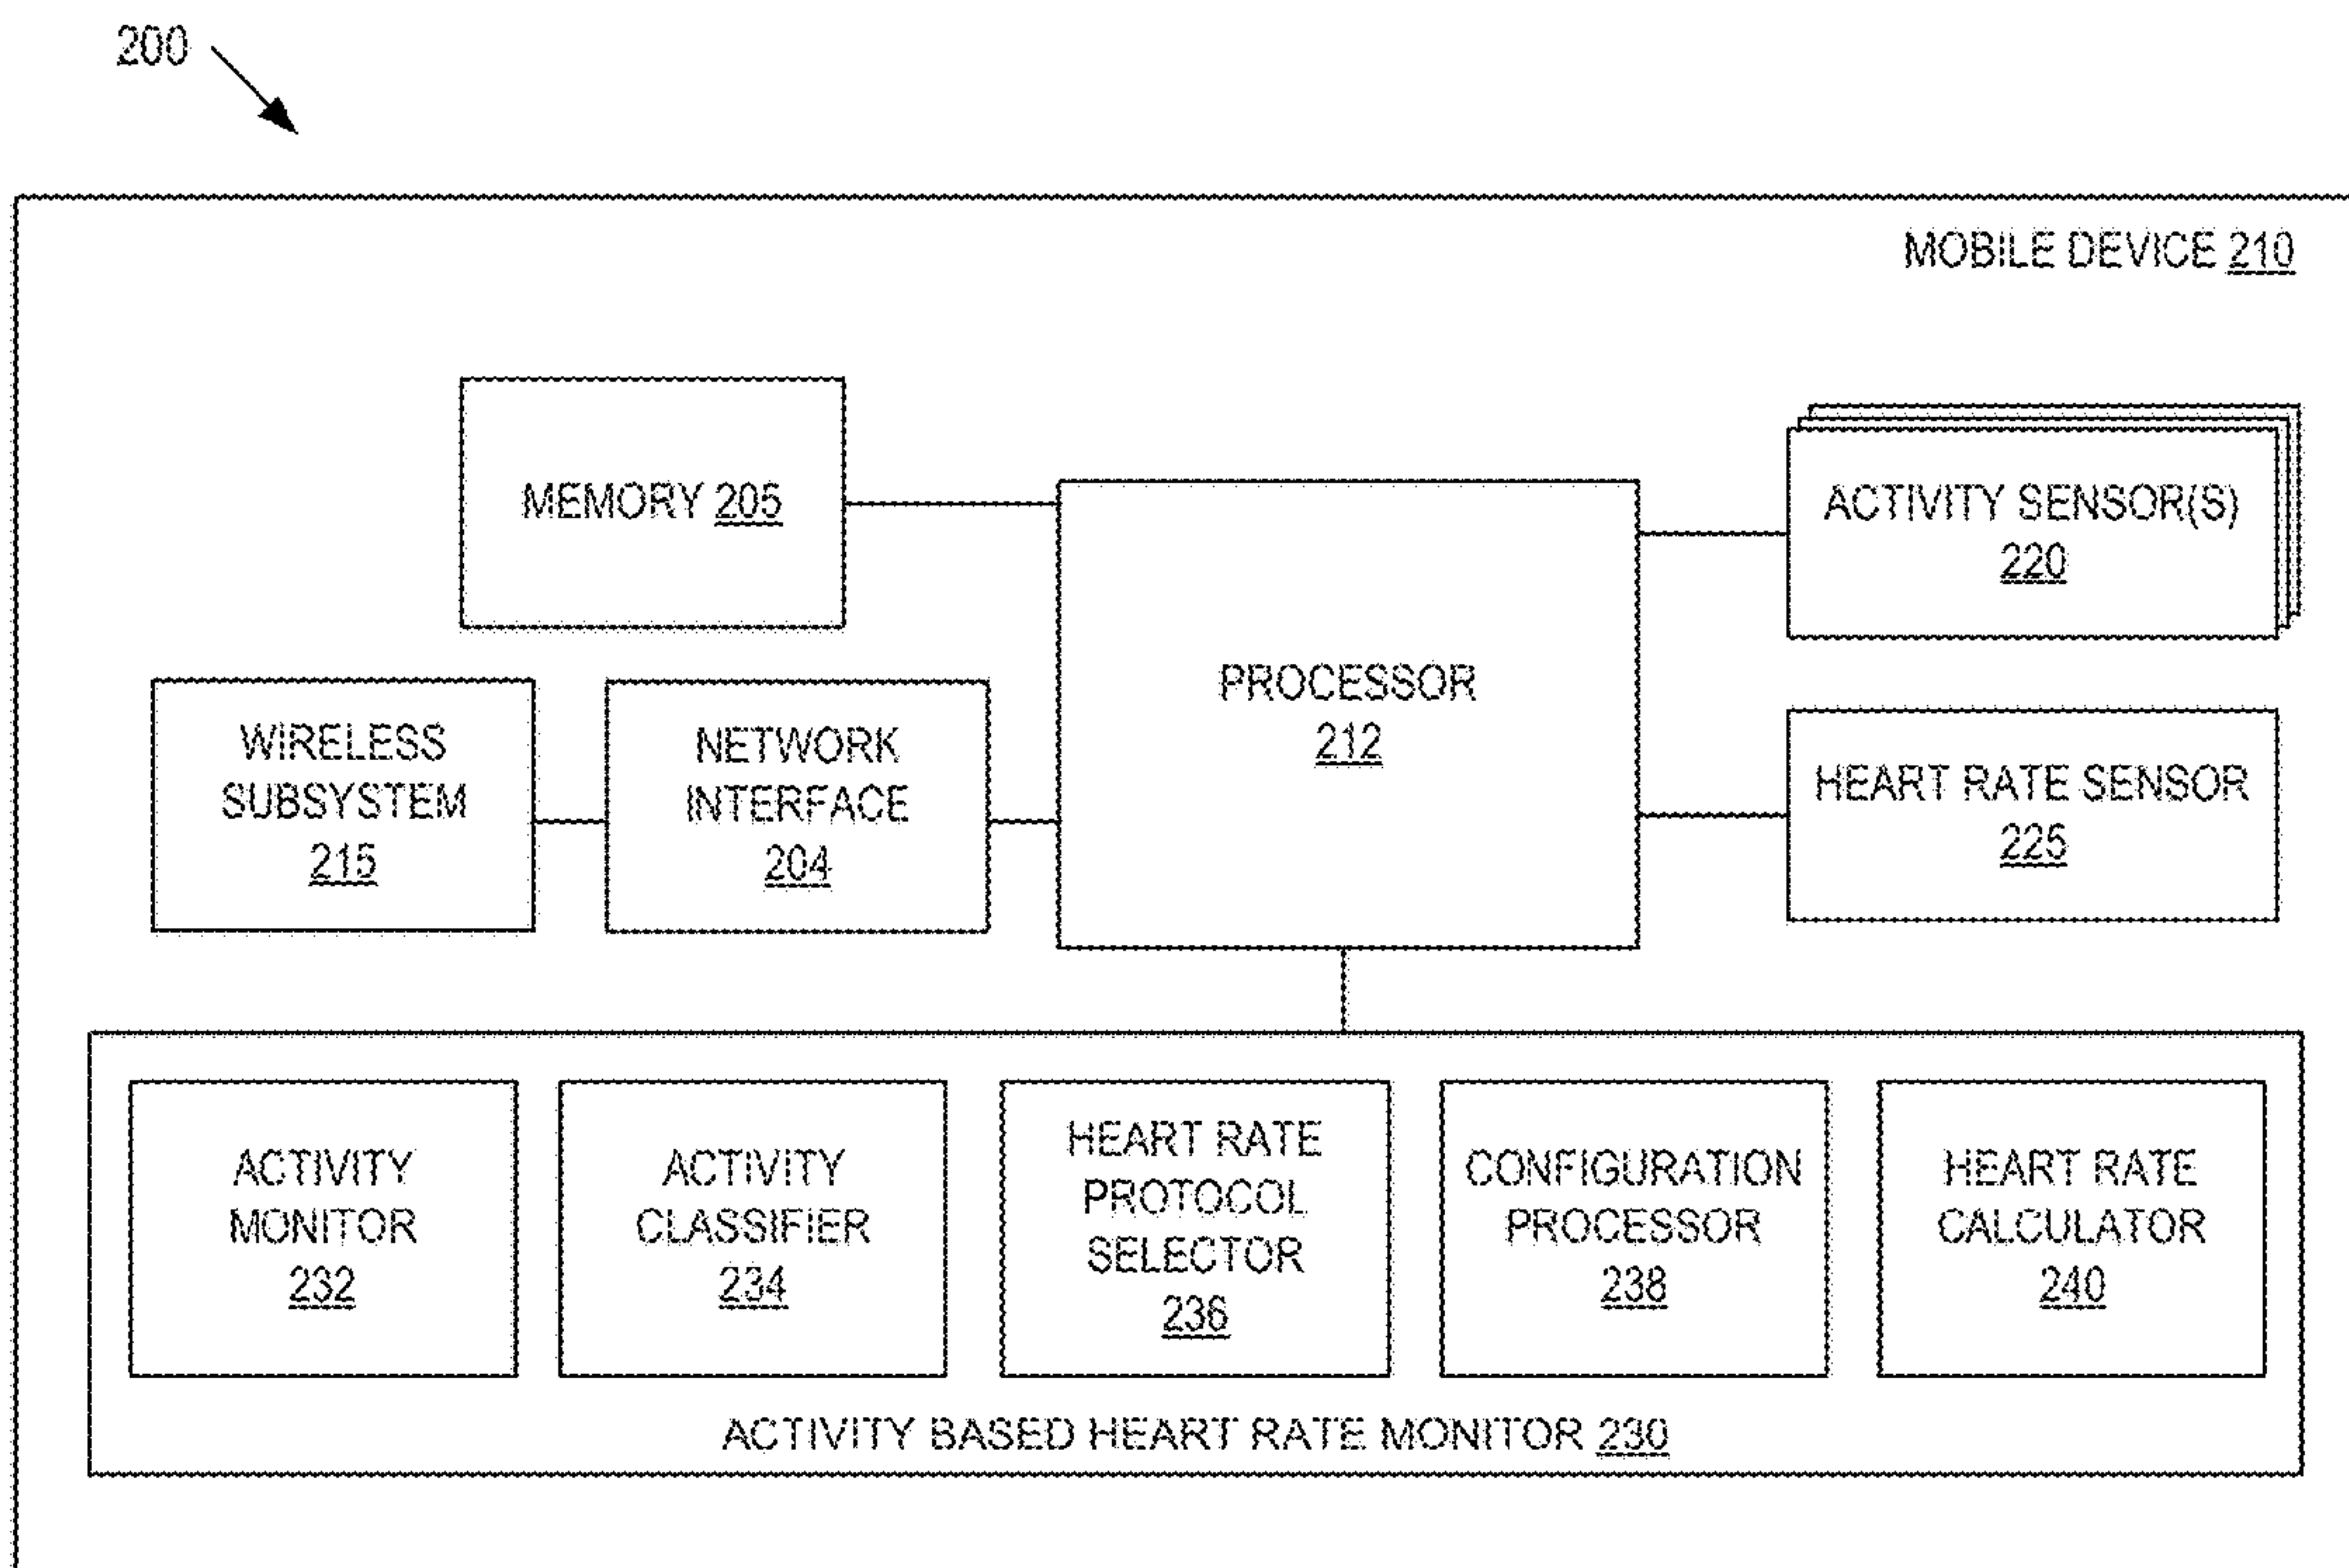 200
MOBILE DEVICE 210
MEMORY 205
ACTIVITY SENSOR(S)
220
PROCESSOR
212
WIRELESS
SUBSYSTEM
215
NETWORK
INTERFACE
204
HEART RATE SENSOR
225
ACTIVITY
MONITOR
232
ACTIVITY
CLASSIFIER
234
HEART RATE
PROTOCOL
SELECTOR
236
CONFIGURATION
PROCESSOR
238
HEART RATE
CALCULATOR
240
ACTIVITY BASED HEART RATE MONITOR 230